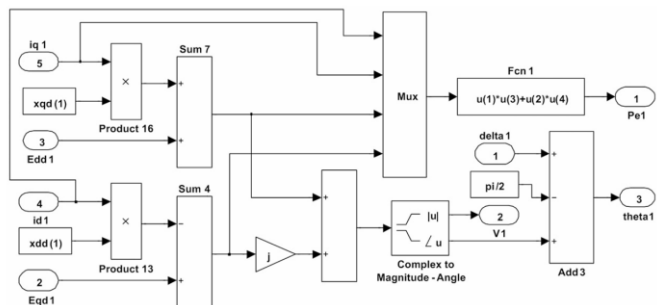 iq 1
5
xqd (1)
3
Edd 1
×
Product 16
Sum 7
+
+
4
id 1
xdd (1)
2
Eqd 1
×
Product 13
Sum 4
−
+
j
+
+
Mux
Fcn 1
u(1)*u(3)+u(2)*u(4)
1
Pe1
|u|
∠ u
Complex to
Magnitude - Angle
2
V1
delta 1
1
pi/2
+
−
+
Add 3
3
theta1